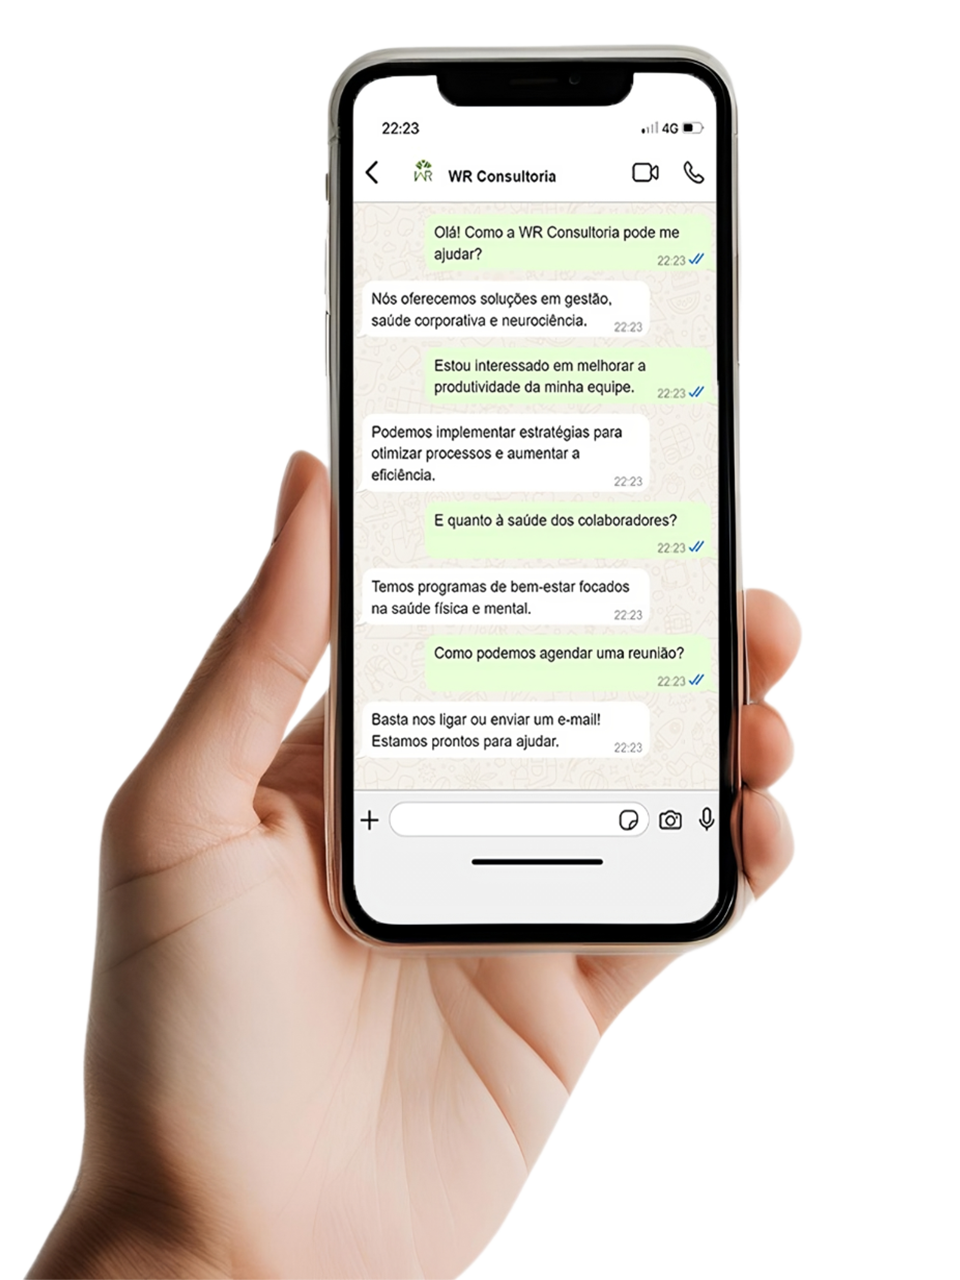 22:23
4G
WR
WR Consultoria
Olá! Como a WR Consultoria pode me
ajudar?
22:23
Nós oferecemos soluções em gestão,
saúde corporativa e neurociência.
22:23
Estou interessado em melhorar a
produtividade da minha equipe.
22:23
Podemos implementar estratégias para
otimizar processos e aumentar a
eficiência.
22:23
E quanto à saúde dos colaboradores?
22:23
Temos programas de bem-estar focados
na saúde física e mental.
22:23
Como podemos agendar uma reunião?
22:23
Basta nos ligar ou enviar um e-mail!
Estamos prontos para ajudar.
22:23